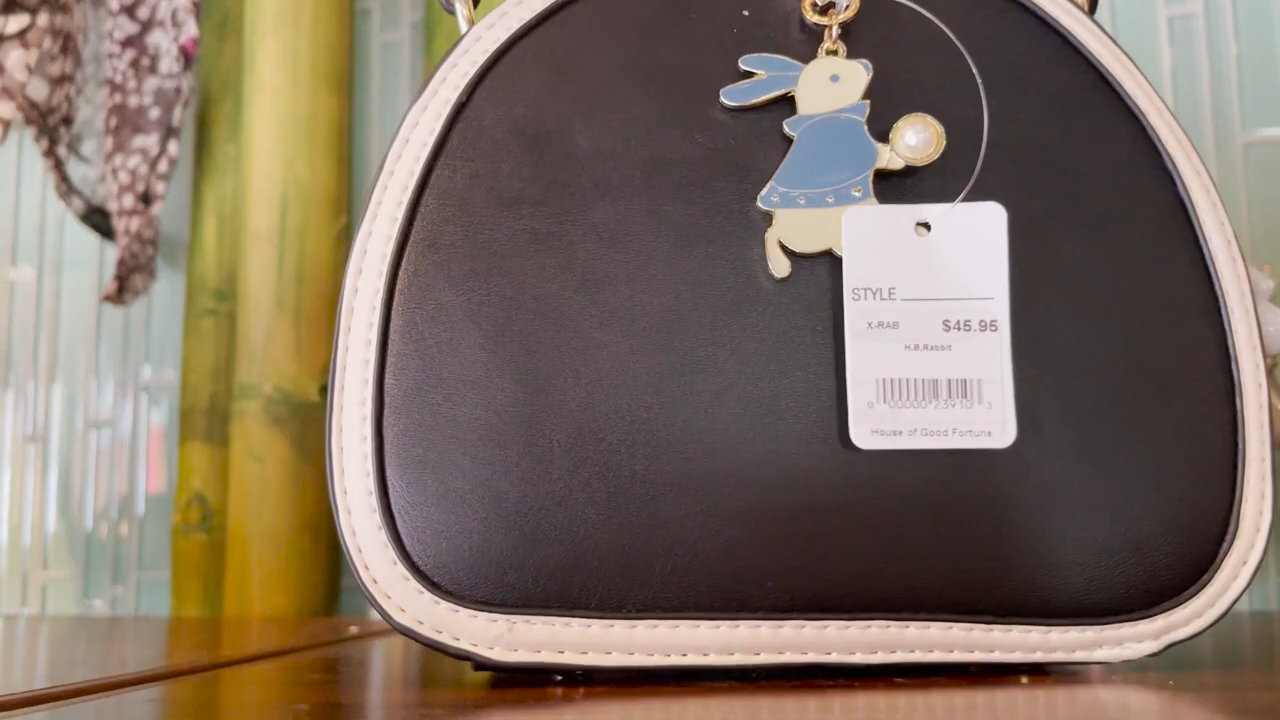 STYLE
X-RAB $45.95
H.B.Rabbit
0 00000 23910 3
House of Good Fortune